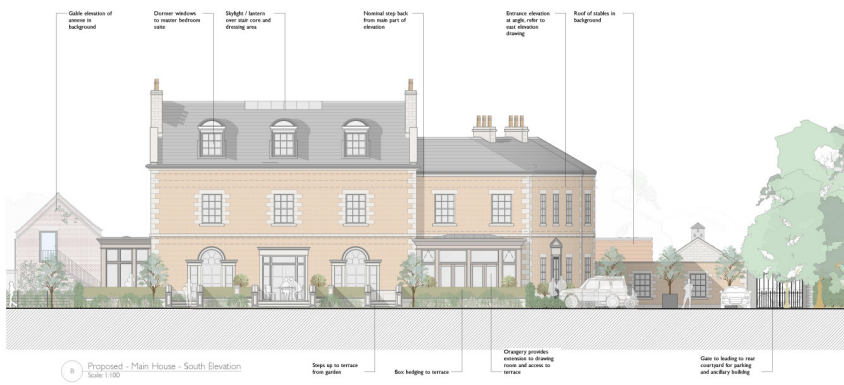 Gable elevation of
annexe in
background
Dormer windows
to master bedroom
suite
Skylight / lantern
over stair core and
dressing area
Nominal step back
from main part of
elevation
Entrance elevation
at angle, refer to
east elevation
drawing
Roof of stables in
background
B
Proposed - Main House - South Elevation
Scale: 1:100
Steps up to terrace
from garden
Box hedging to terrace
Orangery provides
extension to drawing
room and access to
terrace
Gate to leading to rear
courtyard for parking
and ancillary building